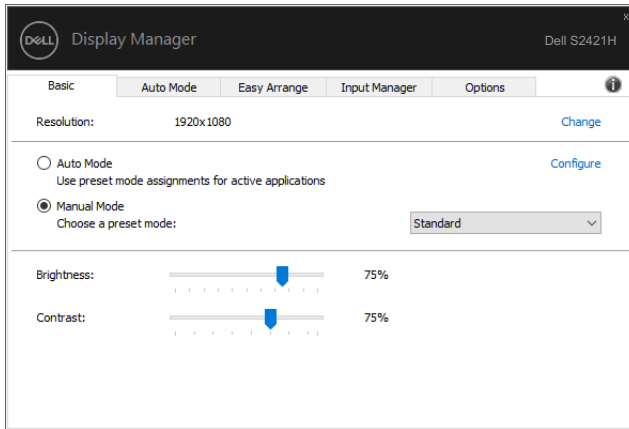 x
DELL Display Manager Dell S2421H
Basic Auto Mode Easy Arrange Input Manager Options i
Resolution: 1920x1080 Change
Auto Mode Configure
Use preset mode assignments for active applications
Manual Mode
Choose a preset mode: Standard
Brightness: 75%
Contrast: 75%